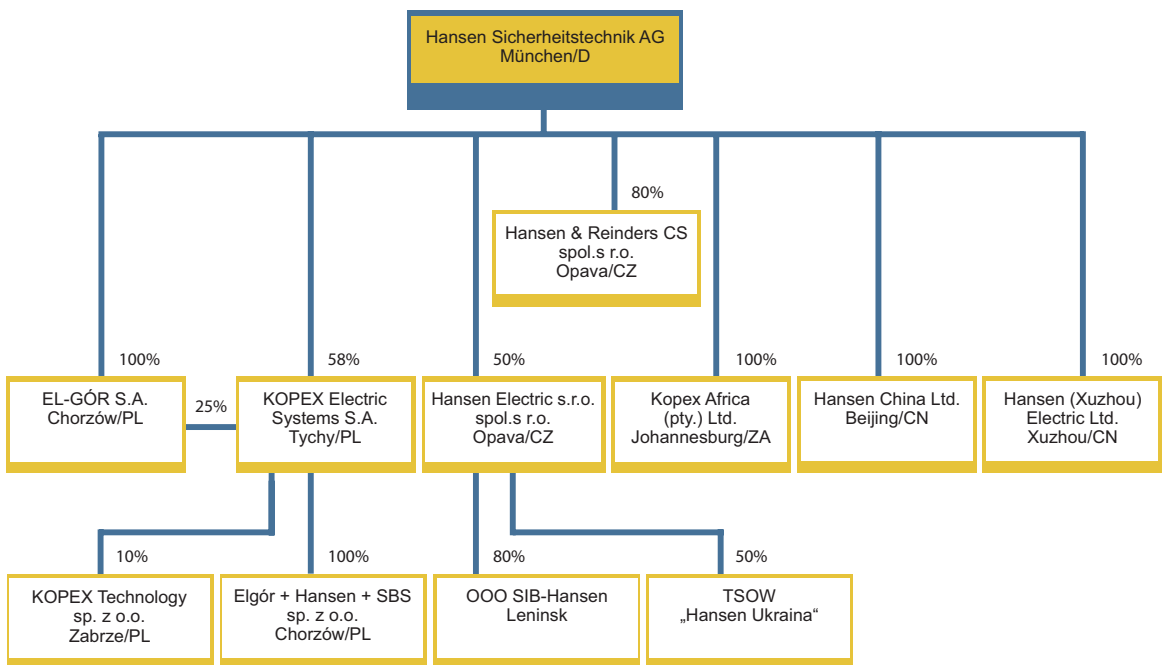 Hansen Sicherheitstechnik AG
München/D
80%
Hansen & Reinders CS
spol.s r.o.
Opava/CZ
100%
58%
50%
100%
100%
100%
EL-GÓR S.A.
Chorzów/PL
25%
KOPEX Electric
Systems S.A.
Tychy/PL
Hansen Electric s.r.o.
spol.s r.o.
Opava/CZ
Kopex Africa
(pty.) Ltd.
Johannesburg/ZA
Hansen China Ltd.
Beijing/CN
Hansen (Xuzhou)
Electric Ltd.
Xuzhou/CN
10%
100%
80%
50%
KOPEX Technology
sp. z o.o.
Zabrze/PL
Elgór + Hansen + SBS
sp. z o.o.
Chorzów/PL
OOO SIB-Hansen
Leninsk
TSOW
„Hansen Ukraina“